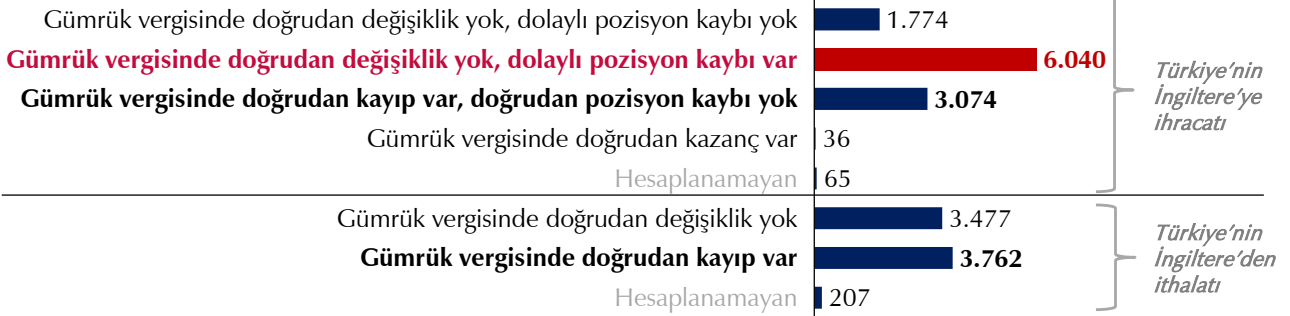 Gümrük vergisinde doğrudan değişiklik yok, dolaylı pozisyon kaybı yok 1.774
Gümrük vergisinde doğrudan değişiklik yok, dolaylı pozisyon kaybı var 6.040
Gümrük vergisinde doğrudan kayıp var, doğrudan pozisyon kaybı yok 3.074
Gümrük vergisinde doğrudan kazanç var 36
Hesaplanamayan 65
Türkiye'nin
İngiltere'ye
ihracatı
Gümrük vergisinde doğrudan değişiklik yok 3.477
Gümrük vergisinde doğrudan kayıp var 3.762
Hesaplanamayan 207
Türkiye'nin
İngiltere'den
ithalatı